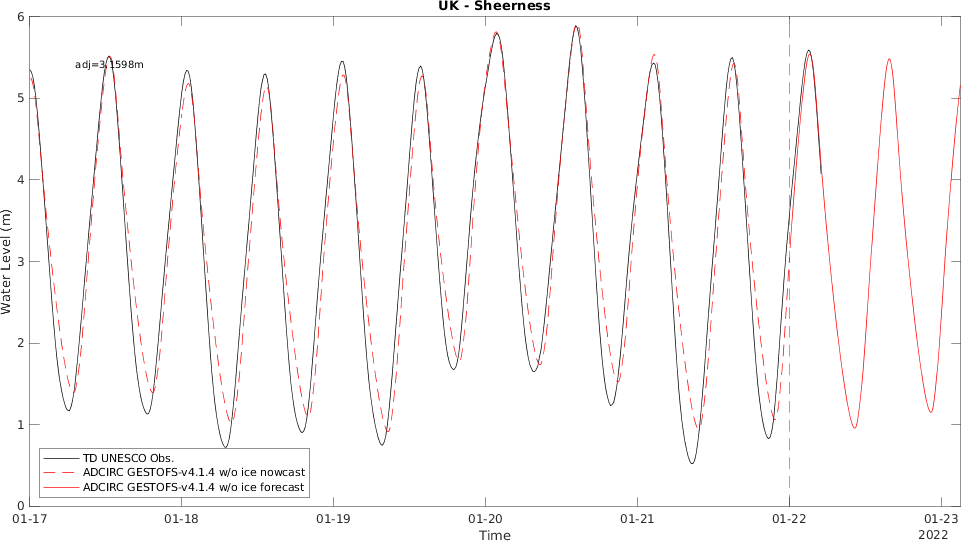 UK - Sheerness
6
adj=3.1598m
5
4
3
2
1
0
Water Level (m)
TD UNESCO Obs.
ADCIRC GESTOFS-v4.1.4 w/o ice nowcast
ADCIRC GESTOFS-v4.1.4 w/o ice forecast
01-17 01-18 01-19 01-20 01-21 01-22 01-23
Time
2022